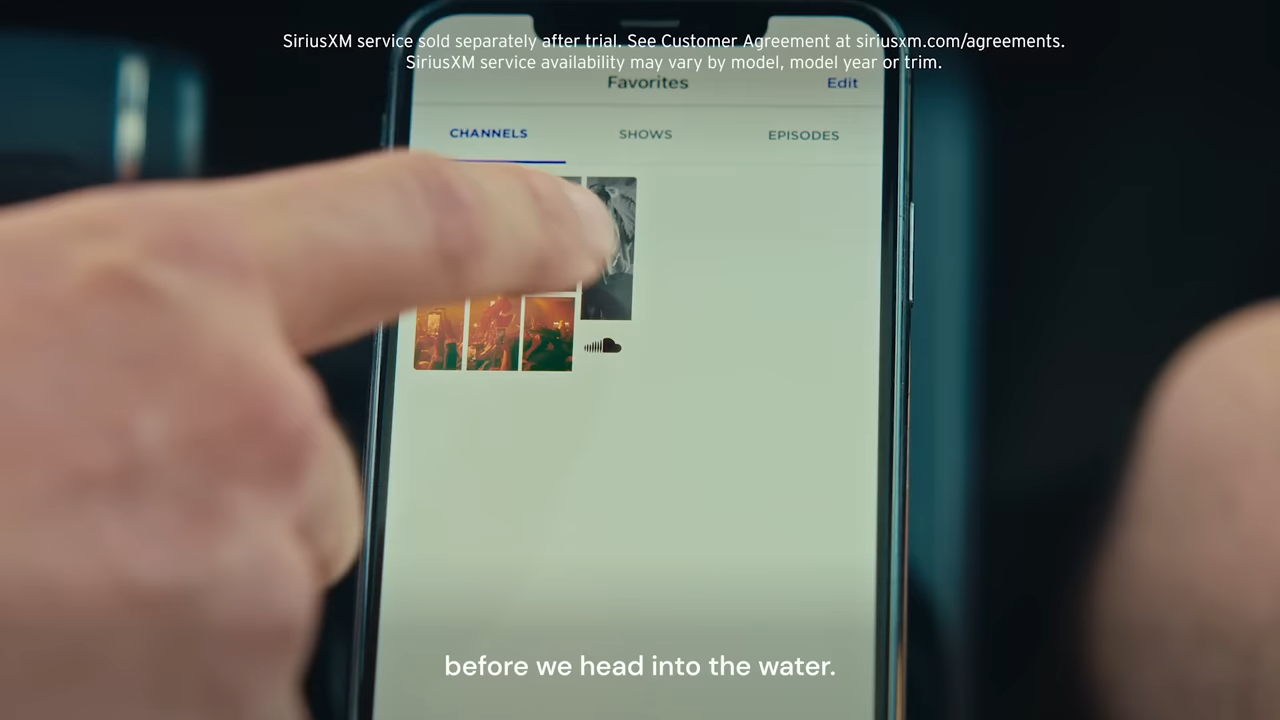 SiriusXM service sold separately after trial. See Customer Agreement at siriusxm.com/agreements.
SiriusXM service availability may vary by model, model year or trim.
Favorites
Edit
CHANNELS
SHOWS
EPISODES
before we head into the water.